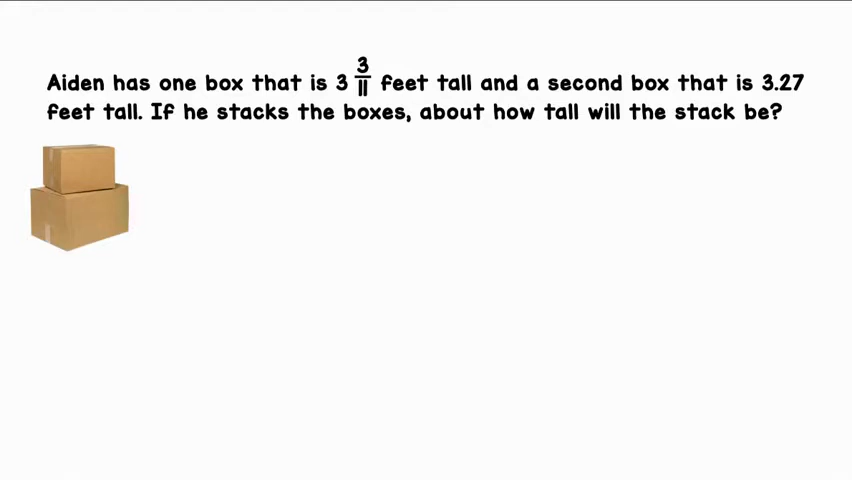 Aiden has one box that is 3 3/11 feet tall and a second box that is 3.27
feet tall. If he stacks the boxes, about how tall will the stack be?